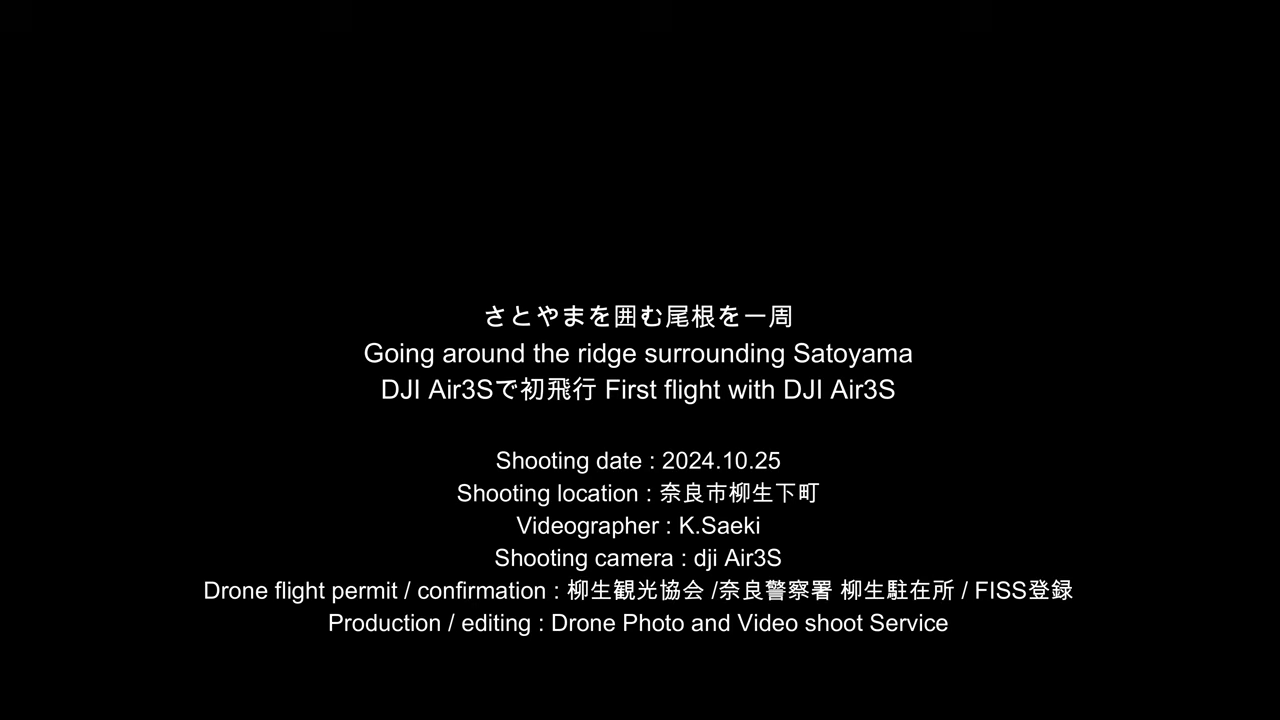 さとやまを囲む尾根を一周
Going around the ridge surrounding Satoyama
DJI Air3Sで初飛行 First flight with DJI Air3S
Shooting date : 2024.10.25
Shooting location : 奈良市柳生下町
Videographer : K.Saeki
Shooting camera : dji Air3S
Drone flight permit / confirmation : 柳生観光協会 /奈良警察署 柳生駐在所 / FISS登録
Production / editing : Drone Photo and Video shoot Service